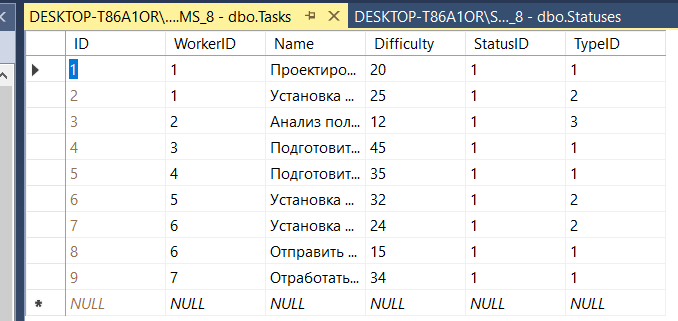 DESKTOP-T86A1OR\....MS_8 - dbo.Tasks DESKTOP-T86A1OR\S..._8 - dbo.Statuses
ID WorkerID Name Difficulty StatusID TypeID
1 1 Проектиро... 20 1 1
2 1 Установка ... 25 1 2
3 2 Анализ пол... 12 1 3
4 3 Подготовит... 45 1 1
5 4 Подготовит... 35 1 1
6 5 Установка ... 32 1 2
7 6 Установка ... 24 1 2
8 6 Отправить ... 15 1 1
9 7 Отработать... 34 1 1
NULL NULL NULL NULL NULL NULL